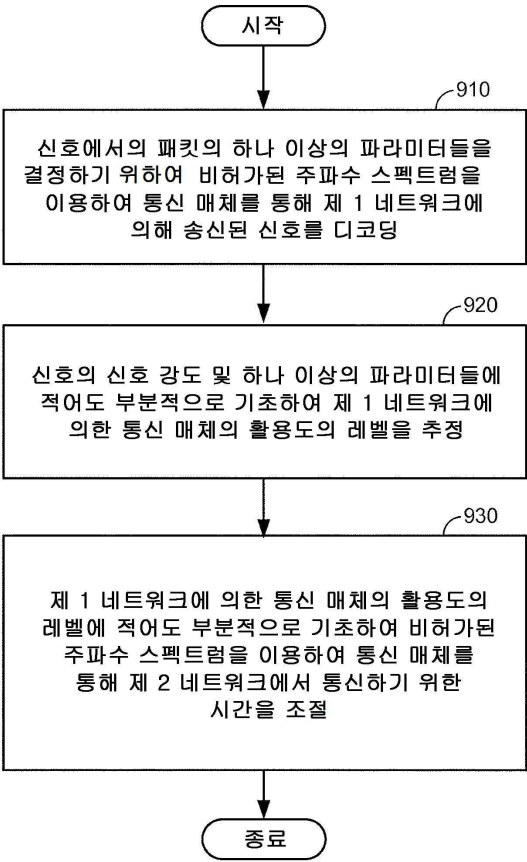 시작
910
신호에서의 패킷의 하나 이상의 파라미터들을
결정하기 위하여 비허가된 주파수 스펙트럼을
이용하여 통신 매체를 통해 제 1 네트워크에
의해 송신된 신호를 디코딩
920
신호의 신호 강도 및 하나 이상의 파라미터들에
적어도 부분적으로 기초하여 제 1 네트워크에
의한 통신 매체의 활용도의 레벨을 추정
930
제 1 네트워크에 의한 통신 매체의 활용도의
레벨에 적어도 부분적으로 기초하여 비허가된
주파수 스펙트럼을 이용하여 통신 매체를
통해 제 2 네트워크에서 통신하기 위한
시간을 조절
종료